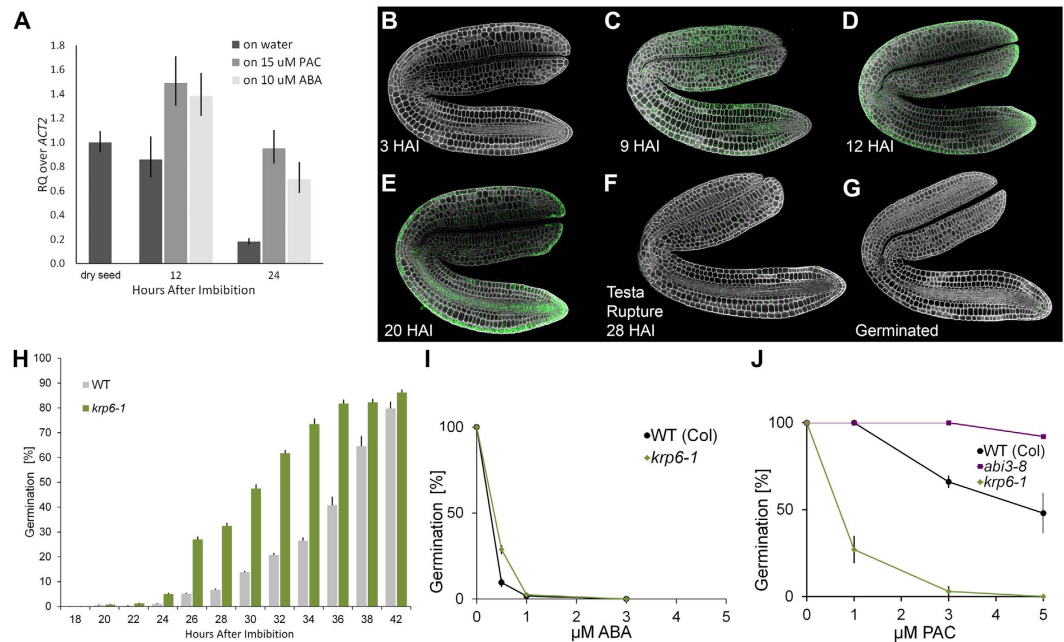 A
1.8
1.6
1.4
1.2
1.0
0.8
0.6
0.4
0.2
0.0
RQ over ACT2
on water
on 15 uM PAC
on 10 uM ABA
dry seed
12
24
Hours After Imbibition
B
3 HAI
C
9 HAI
D
12 HAI
E
20 HAI
F
Testa
Rupture
28 HAI
G
Germinated
H
100
90
80
70
60
50
40
30
20
10
0
Germination [%]
WT
krp6-1
18 20 22 24 26 28 30 32 34 36 38 42
Hours After Imbibition
I
100
50
0
Germination [%]
WT (Col)
krp6-1
0 1 2 3 4 5
µM ABA
J
100
50
0
Germination [%]
WT (Col)
abi3-8
krp6-1
0 1 2 3 4 5
µM PAC